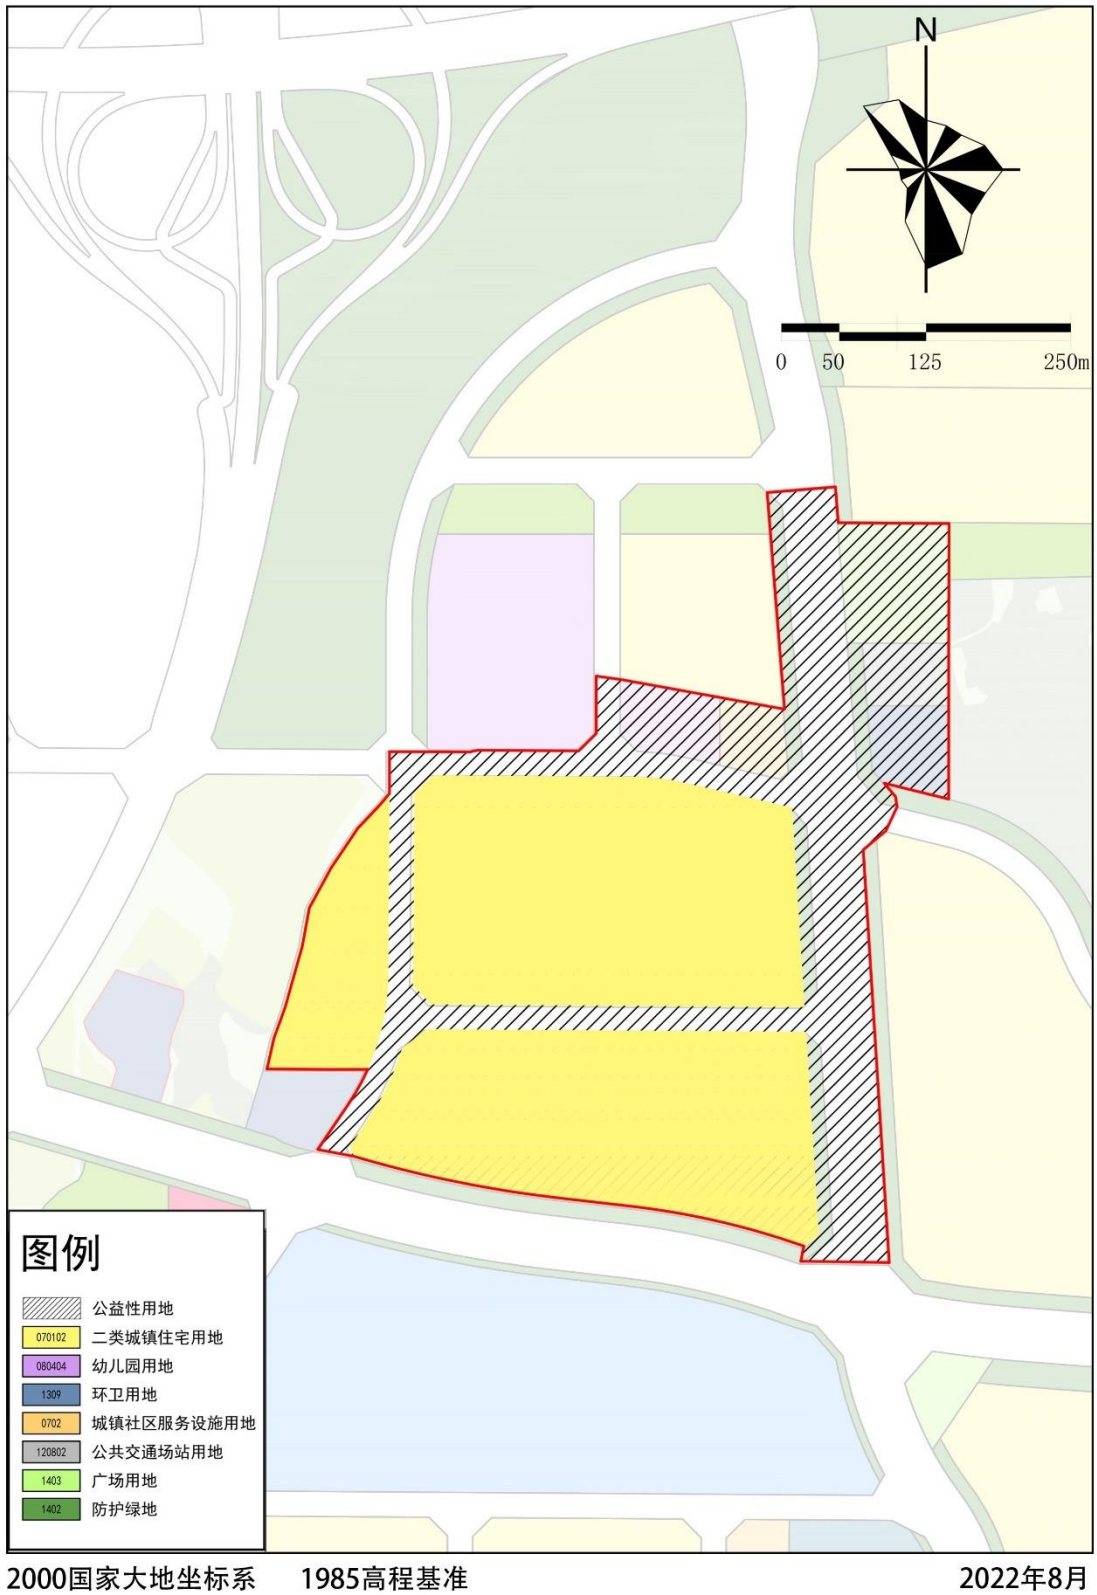 N
0 50 125 250m
图例
公益性用地
070102 二类城镇住宅用地
080404 幼儿园用地
1309 环卫用地
0702 城镇社区服务设施用地
120802 公共交通场站用地
1403 广场用地
1402 防护绿地
2000国家大地坐标系 1985高程基准 2022年8月